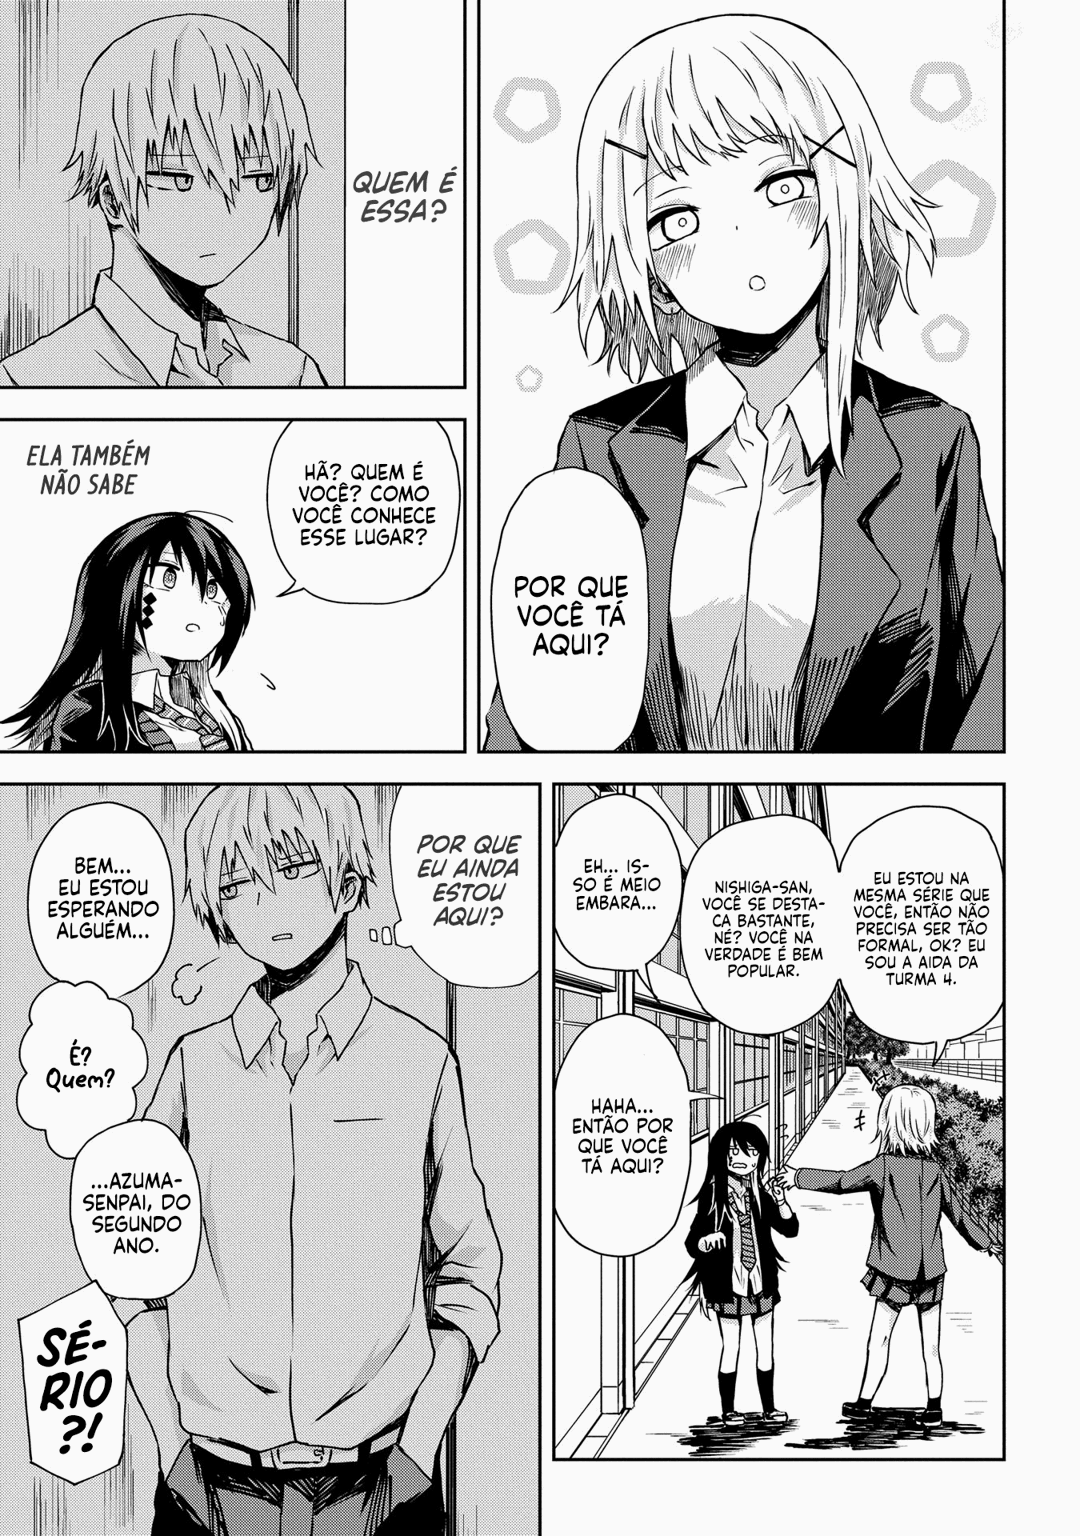 POR QUE
VOCÊ TÁ
AQUI?
QUEM É
ESSA?
HÃ? QUEM É
VOCÊ? COMO
VOCÊ CONHECE
ESSE LUGAR?
ELA TAMBÉM
NÃO SABE
EU ESTOU NA
MESMA SÉRIE QUE
VOCÊ, ENTÃO NÃO
PRECISA SER TÃO
FORMAL, OK? EU
SOU A AIDA DA
TURMA 4.
NISHIGA-SAN,
VOCÊ SE DESTA-
CA BASTANTE,
NÉ? VOCÊ NA
VERDADE É BEM
POPULAR.
EH... IS-
SO É MEIO
EMBARA...
HAHA...
ENTÃO POR
QUE VOCÊ
TÁ AQUI?
POR QUE
EU AINDA
ESTOU
AQUI?
BEM...
EU ESTOU
ESPERANDO
ALGUÉM...
É?
Quem?
...AZUMA-
SENPAI, DO
SEGUNDO
ANO.
SÉ-
RIO
?!